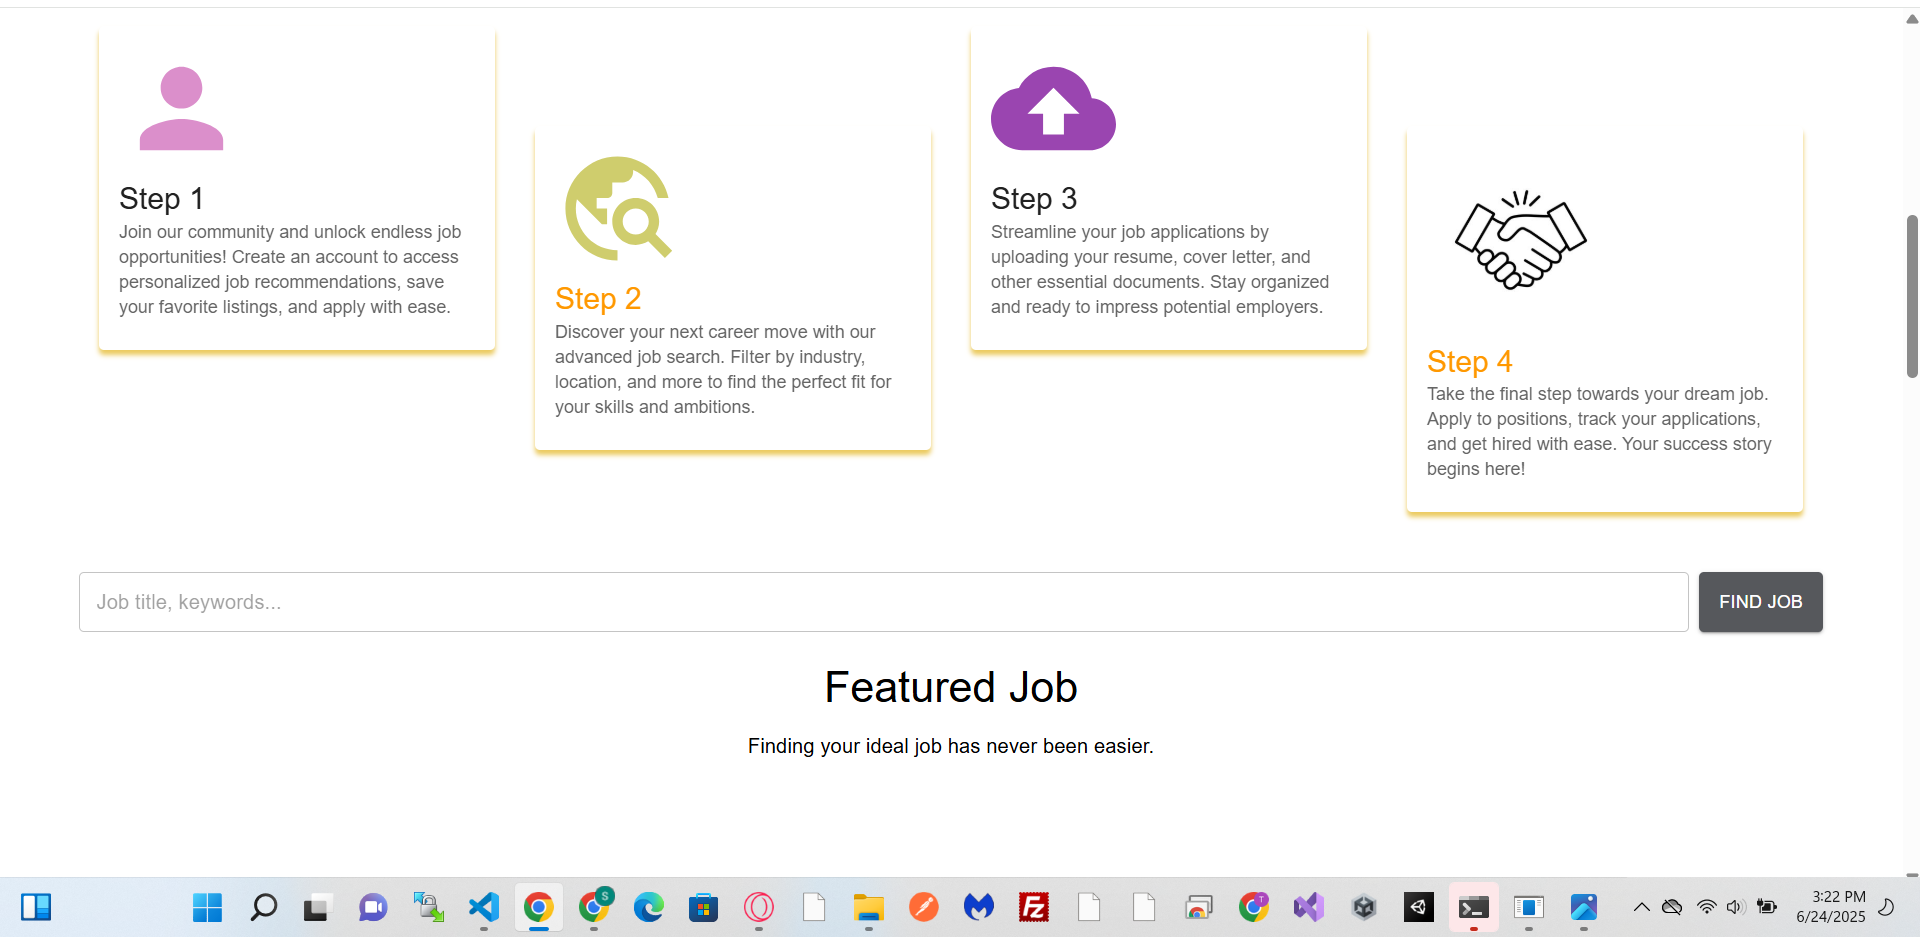 Step 1
Join our community and unlock endless job
opportunities! Create an account to access
personalized job recommendations, save
your favorite listings, and apply with ease.
Step 2
Discover your next career move with our
advanced job search. Filter by industry,
location, and more to find the perfect fit for
your skills and ambitions.
Step 3
Streamline your job applications by
uploading your resume, cover letter, and
other essential documents. Stay organized
and ready to impress potential employers.
Step 4
Take the final step towards your dream job.
Apply to positions, track your applications,
and get hired with ease. Your success story
begins here!
Job title, keywords...
FIND JOB
Featured Job
Finding your ideal job has never been easier.
S
FZ
T
3:22 PM
6/24/2025